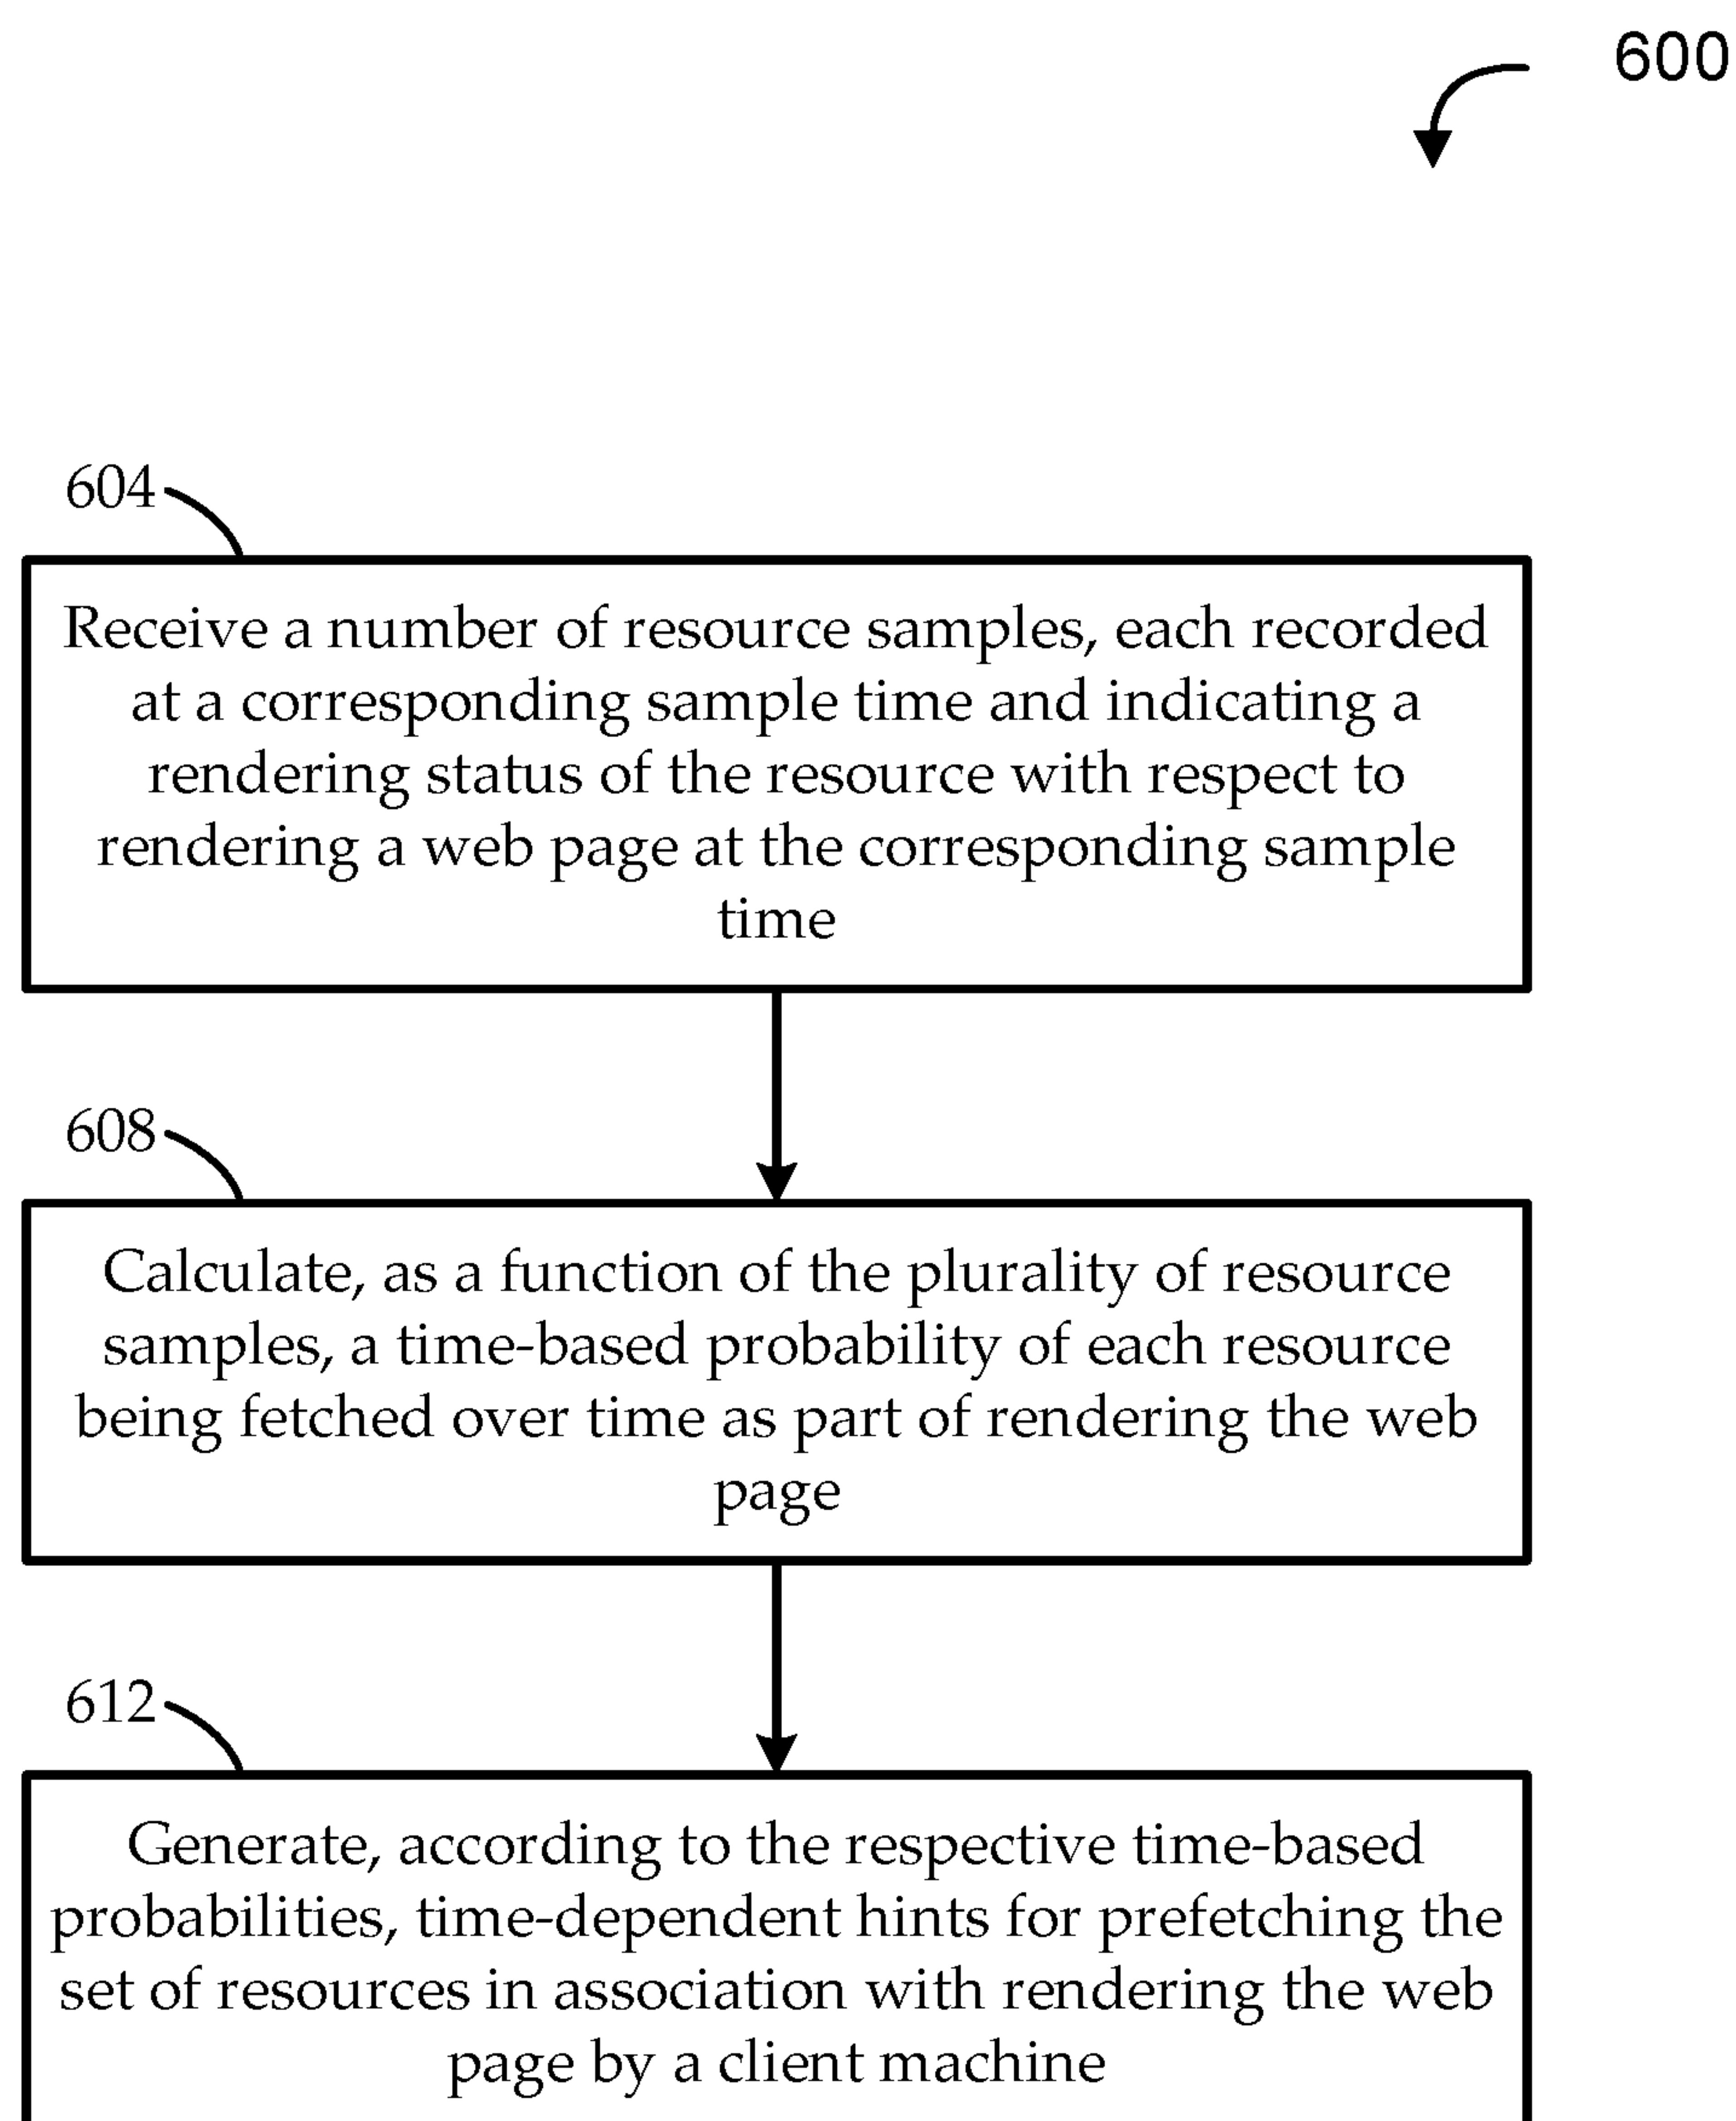 600
604
Receive a number of resource samples, each recorded
at a corresponding sample time and indicating a
rendering status of the resource with respect to
rendering a web page at the corresponding sample
time
608
Calculate, as a function of the plurality of resource
samples, a time-based probability of each resource
being fetched over time as part of rendering the web
page
612
Generate, according to the respective time-based
probabilities, time-dependent hints for prefetching the
set of resources in association with rendering the web
page by a client machine